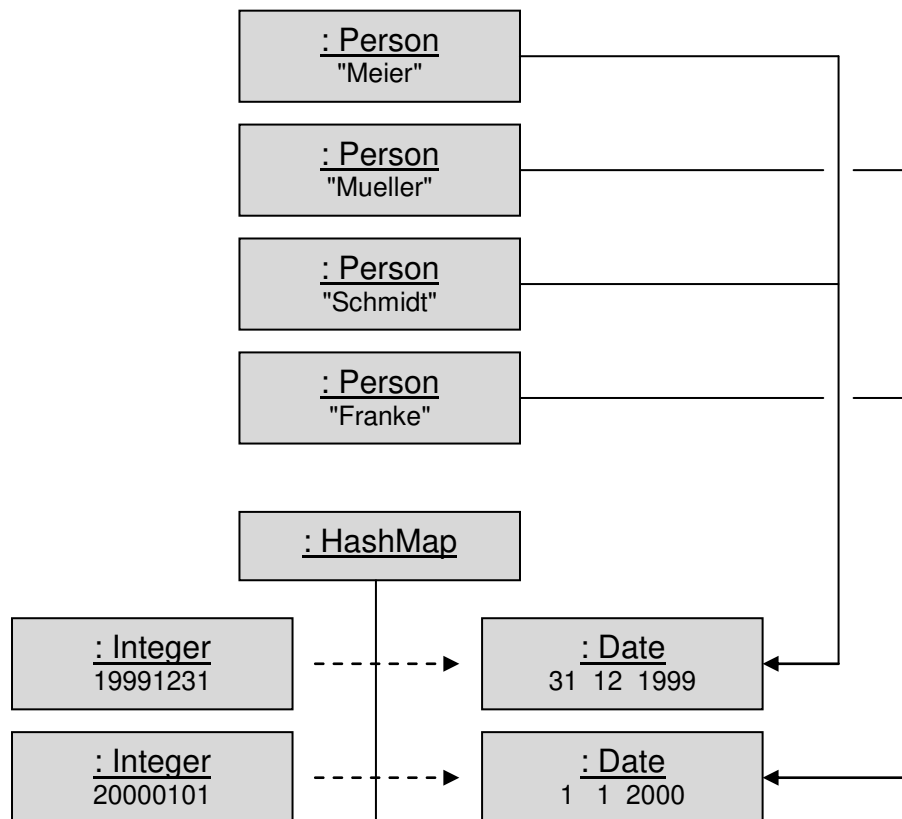 : Person
"Meier"
: Person
"Mueller"
: Person
"Schmidt"
: Person
"Franke"
: HashMap
: Integer
19991231
: Date
31 12 1999
: Integer
20000101
: Date
1 1 2000